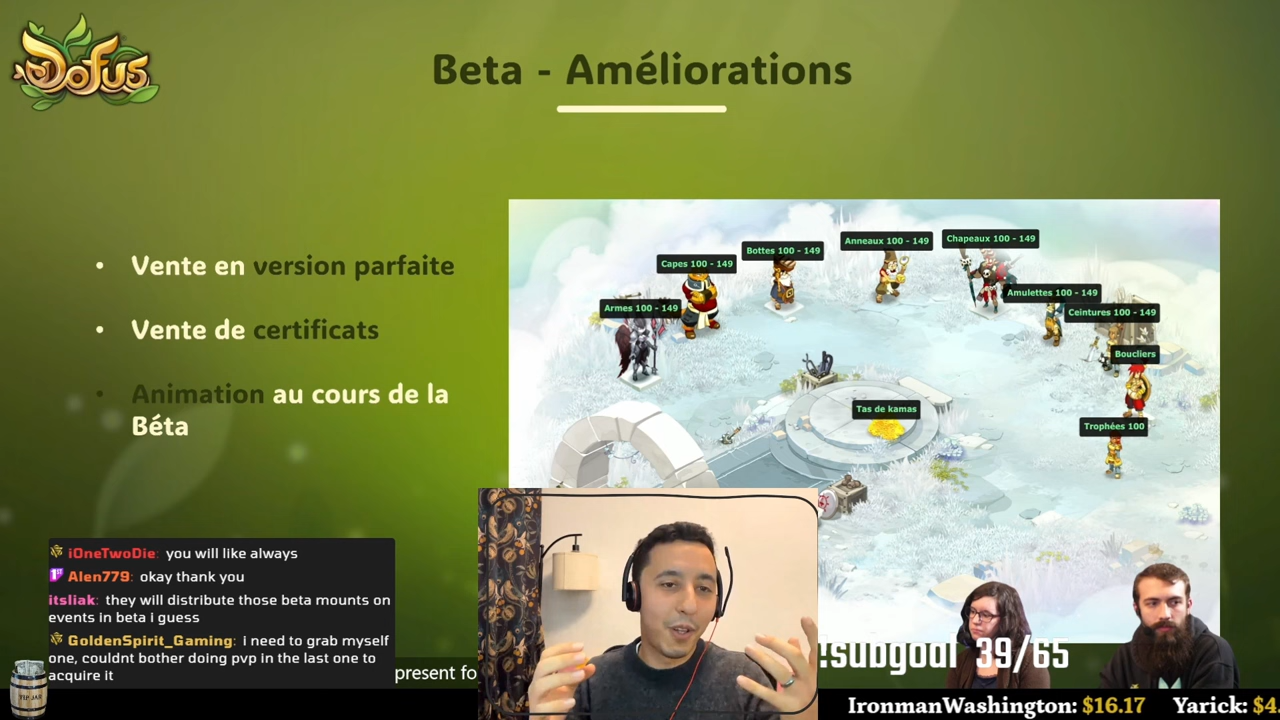 Dofus
Beta - Améliorations
• Vente en version parfaite
• Vente de certificats
• Animation au cours de la
Béta
Armes 100 - 149
Capes 100 - 149
Bottes 100 - 149
Anneaux 100 - 149
Chapeaux 100 - 149
Amulettes 100 - 149
Ceintures 100 - 149
Boucliers
Trophées 100
Tas de kamas
iOneTwoDie: you will like always
Alen779: okay thank you
itsliak: they will distribute those beta mounts on
events in beta I guess
GoldenSpirit_Gaming: i need to grab myself
one, couldnt bother doing pvp in the last one to
acquire it
present fo
!subgoal 39/65
TIP JAR
IronmanWashington: $16.17 Yarick: $4.